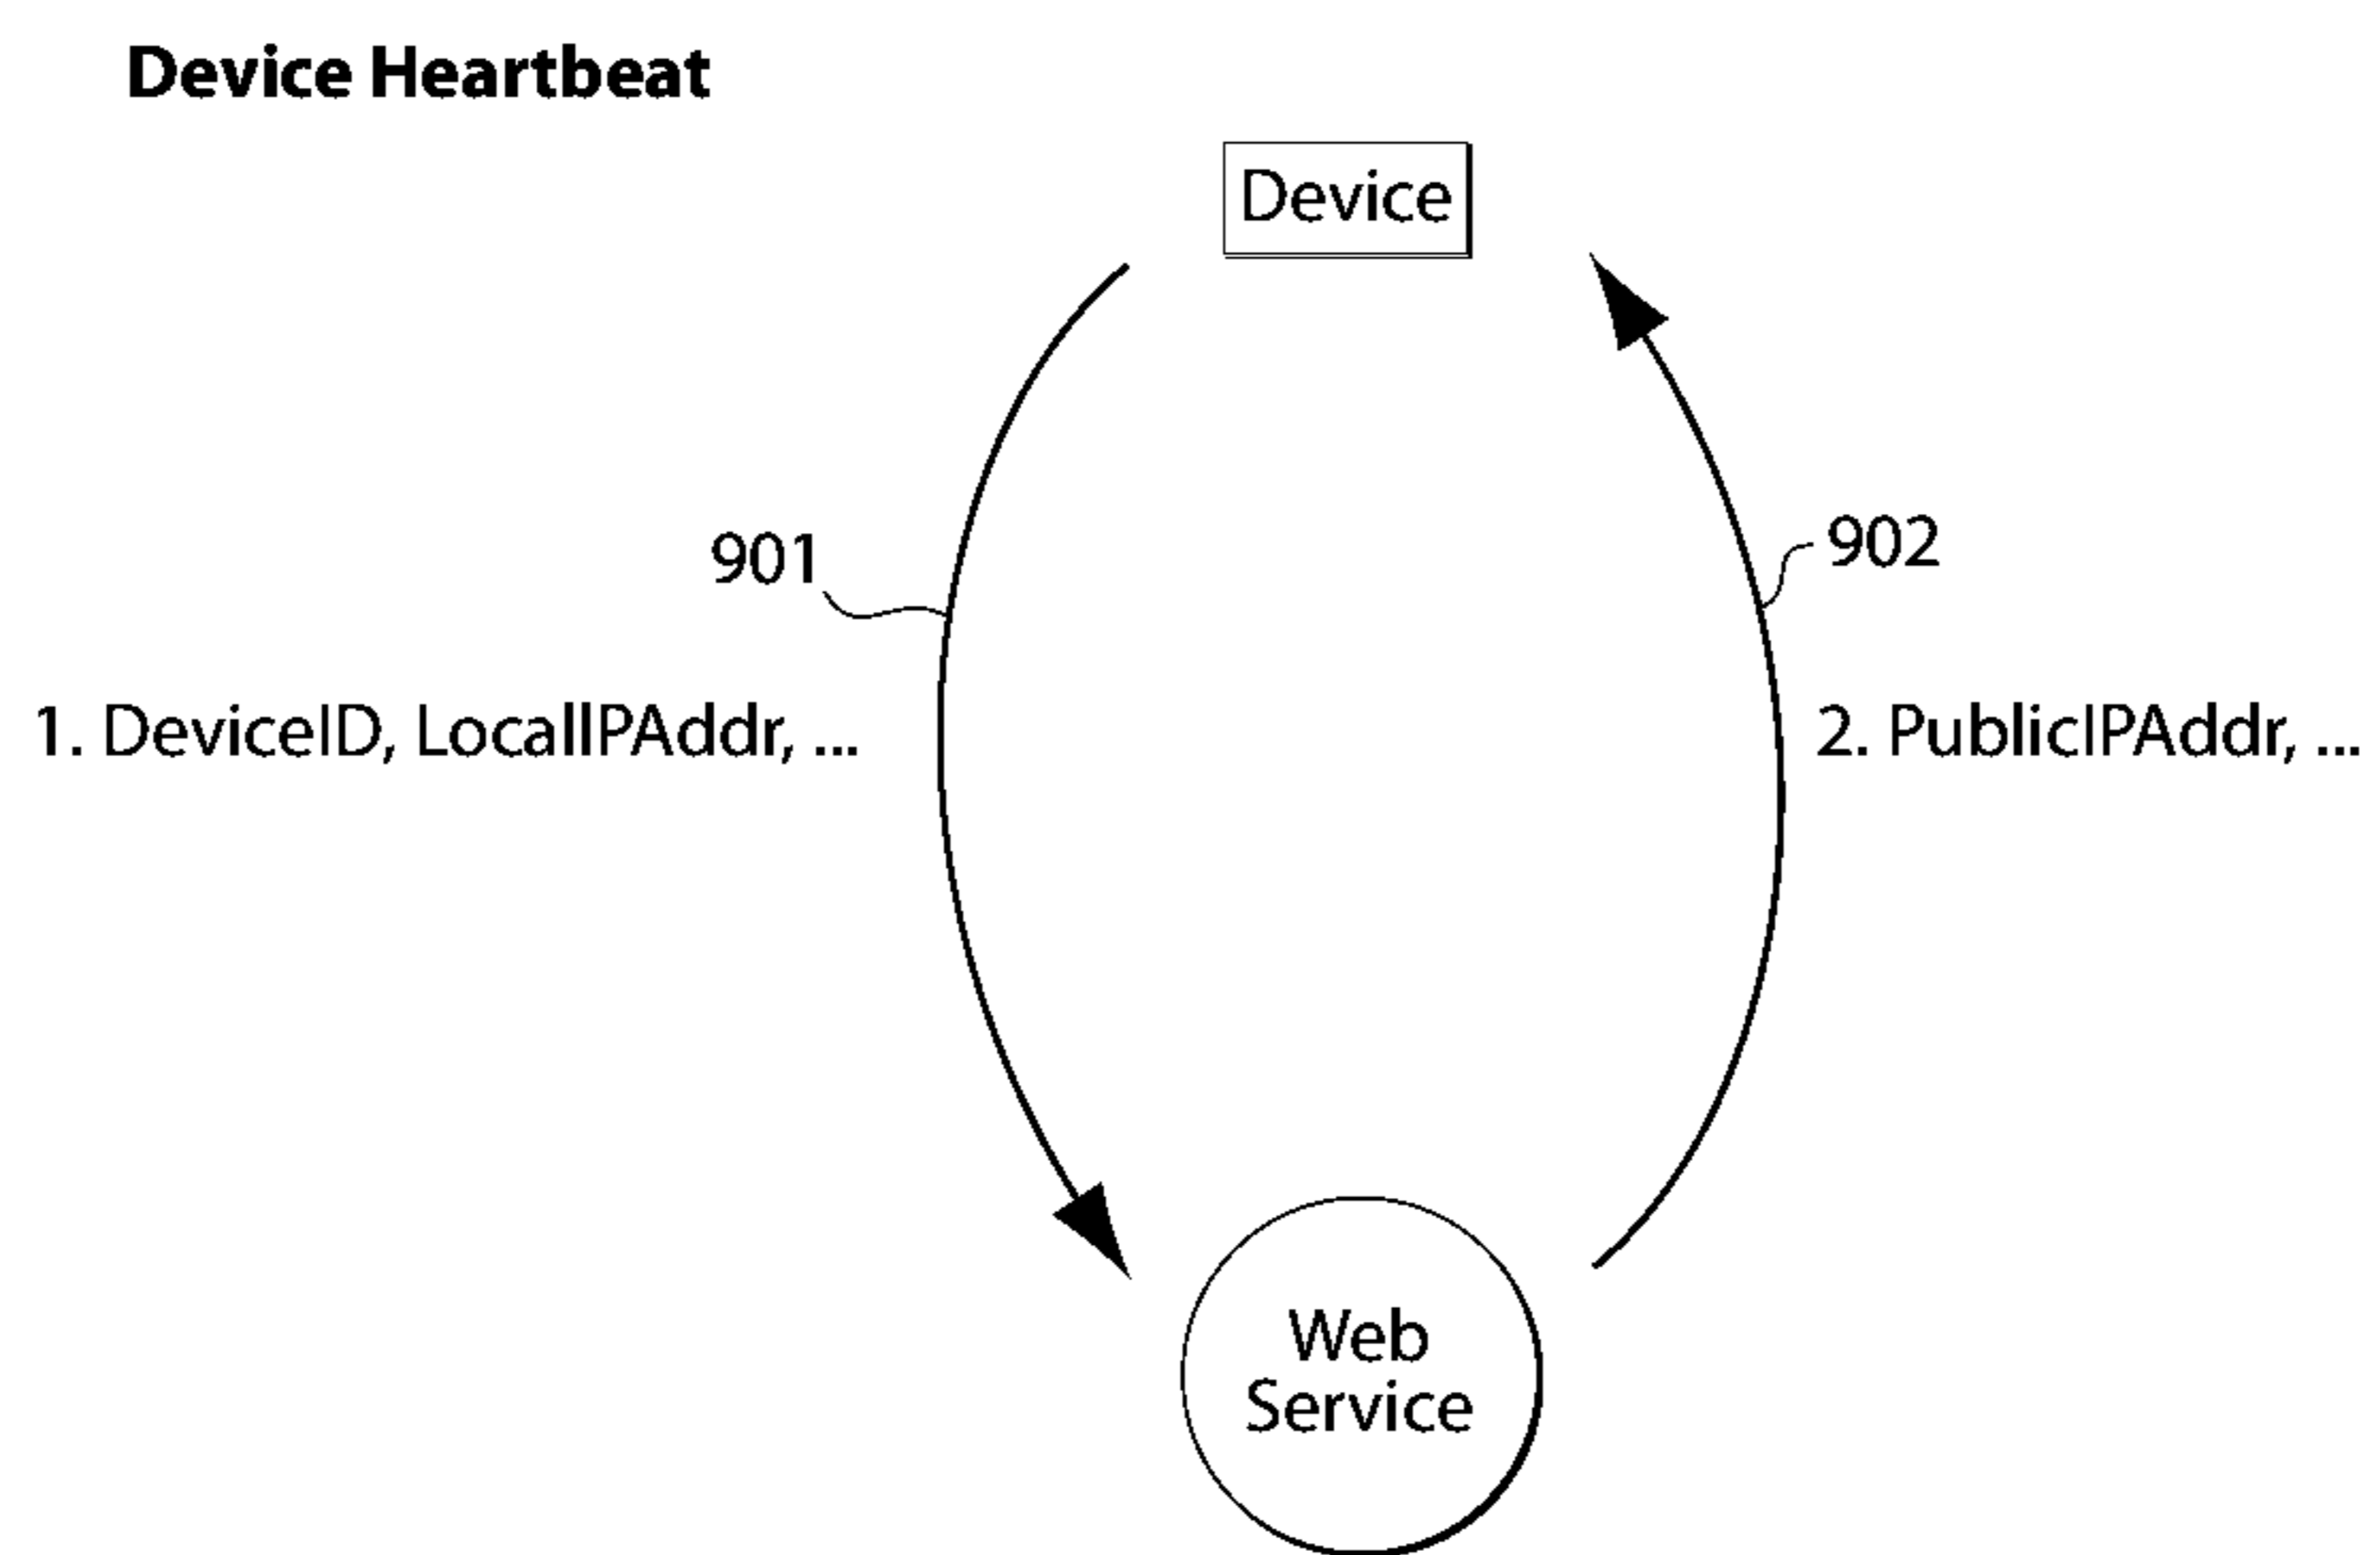 Device Heartbeat
Device
901
902
1. DeviceID, LocalIPAddr, ...
2. PublicIPAddr, ...
Web
Service